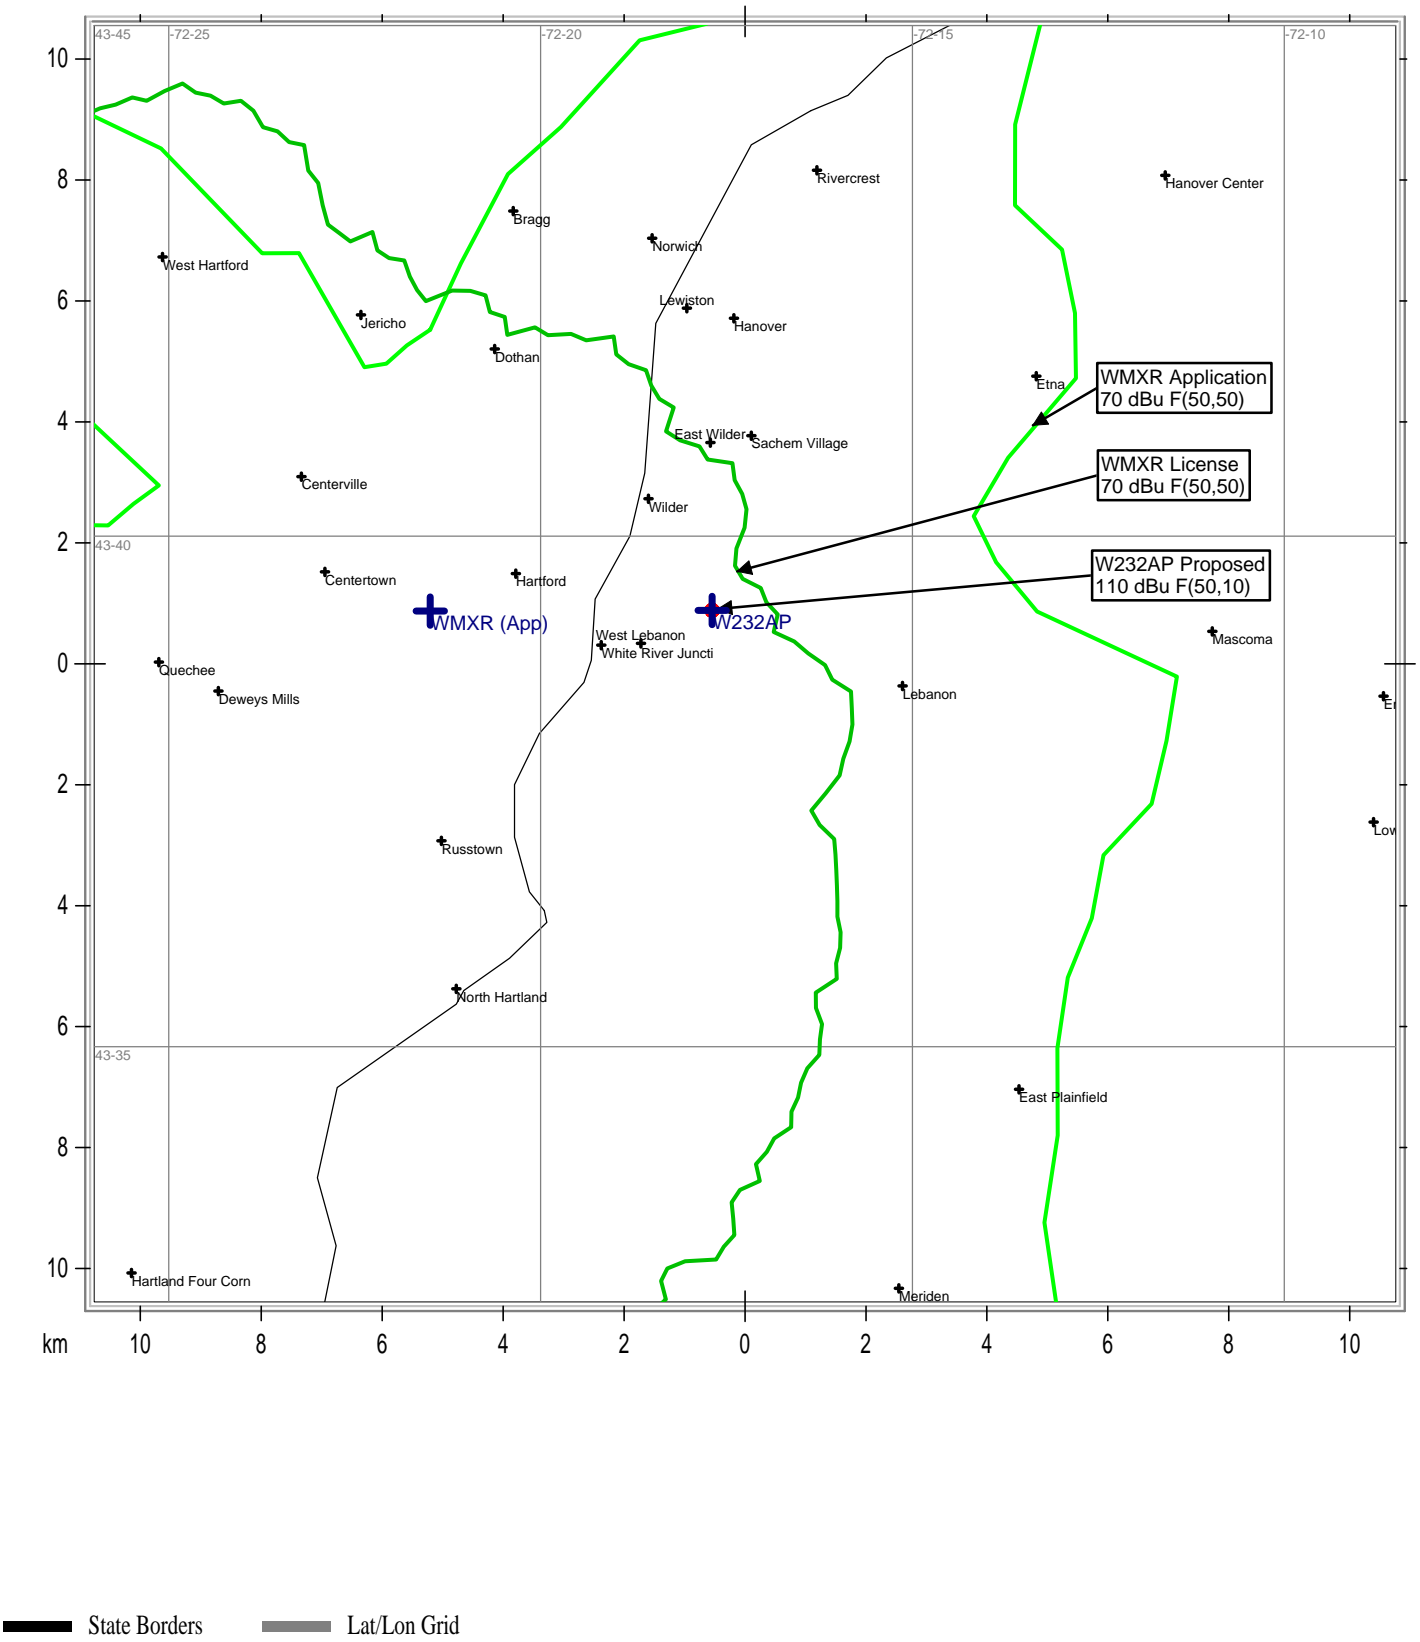 43-45
-72-25
-72-20
-72-15
-72-10
10
8
6
4
2
0
2
4
6
8
10
Rivercrest
Hanover Center
Bragg
Norwich
West Hartford
Lewiston
Hanover
Jericho
Dothan
Etna
WMXR Application
70 dBu F(50,50)
East Wilder
Sachem Village
WMXR License
70 dBu F(50,50)
Centerville
Wilder
43-40
W232AP Proposed
110 dBu F(50,10)
Centertown
Hartford
WMXR (App)
W232AP
West Lebanon
White River Juncti
Mascoma
Quechee
Deweys Mills
Lebanon
Er
Low
Russtown
North Hartland
43-35
East Plainfield
Hartland Four Corn
Meriden
km
10
8
6
4
2
0
2
4
6
8
10
State Borders
Lat/Lon Grid